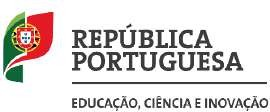 REPÚBLICA
PORTUGUESA
EDUCAÇÃO, CIÊNCIA E INOVAÇÃO